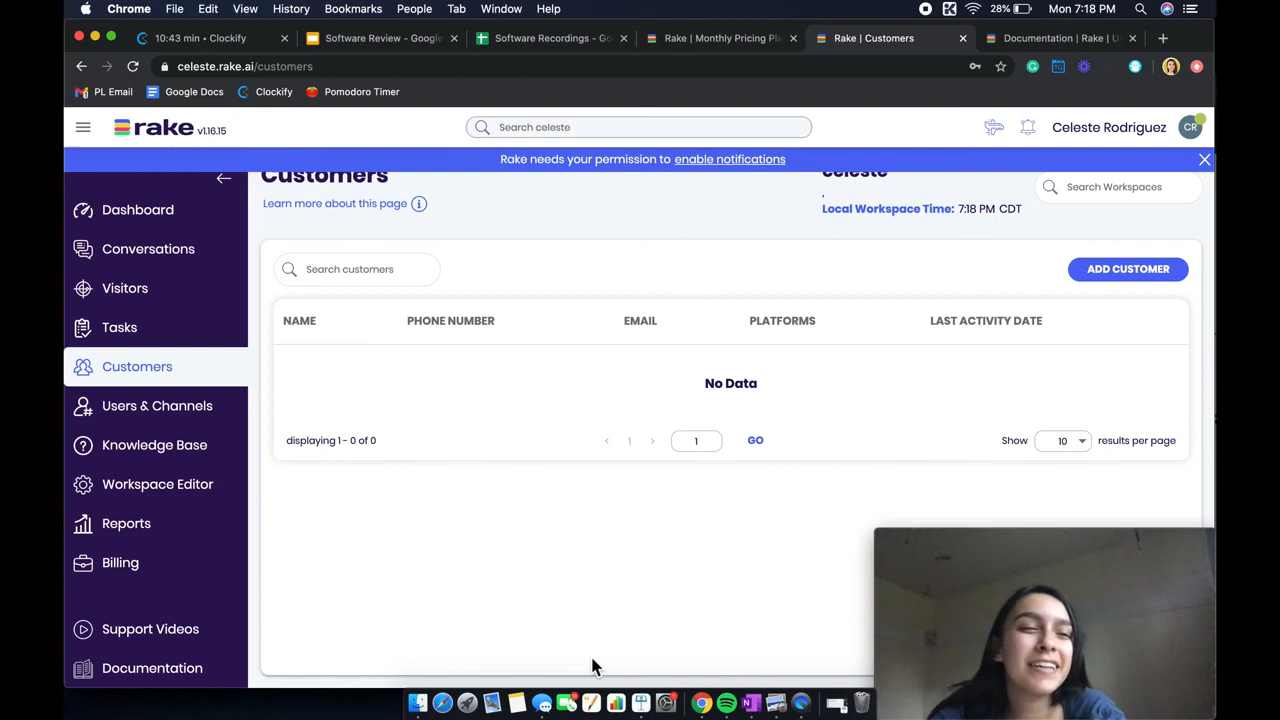 Chrome File Edit View History Bookmarks People Tab Window Help 28% Mon 7:18 PM
10:43 min • Clockify Software Review - Google Software Recordings - Go Rake | Monthly Pricing Pla Rake | Customers Documentation | Rake | U
celeste.rake.ai/customers
PL Email Google Docs Clockify Pomodoro Timer
rake v1.16.15 Search celeste Celeste Rodriguez CR
Rake needs your permission to enable notifications
Customers celeste
Search Workspaces
Learn more about this page
Local Workspace Time: 7:18 PM CDT
Dashboard
Conversations
Visitors
Tasks
Customers
Users & Channels
Knowledge Base
Workspace Editor
Reports
Billing
Support Videos
Documentation
Search customers ADD CUSTOMER
NAME PHONE NUMBER EMAIL PLATFORMS LAST ACTIVITY DATE
No Data
displaying 1 - 0 of 0 < 1 > 1 GO Show 10 results per page